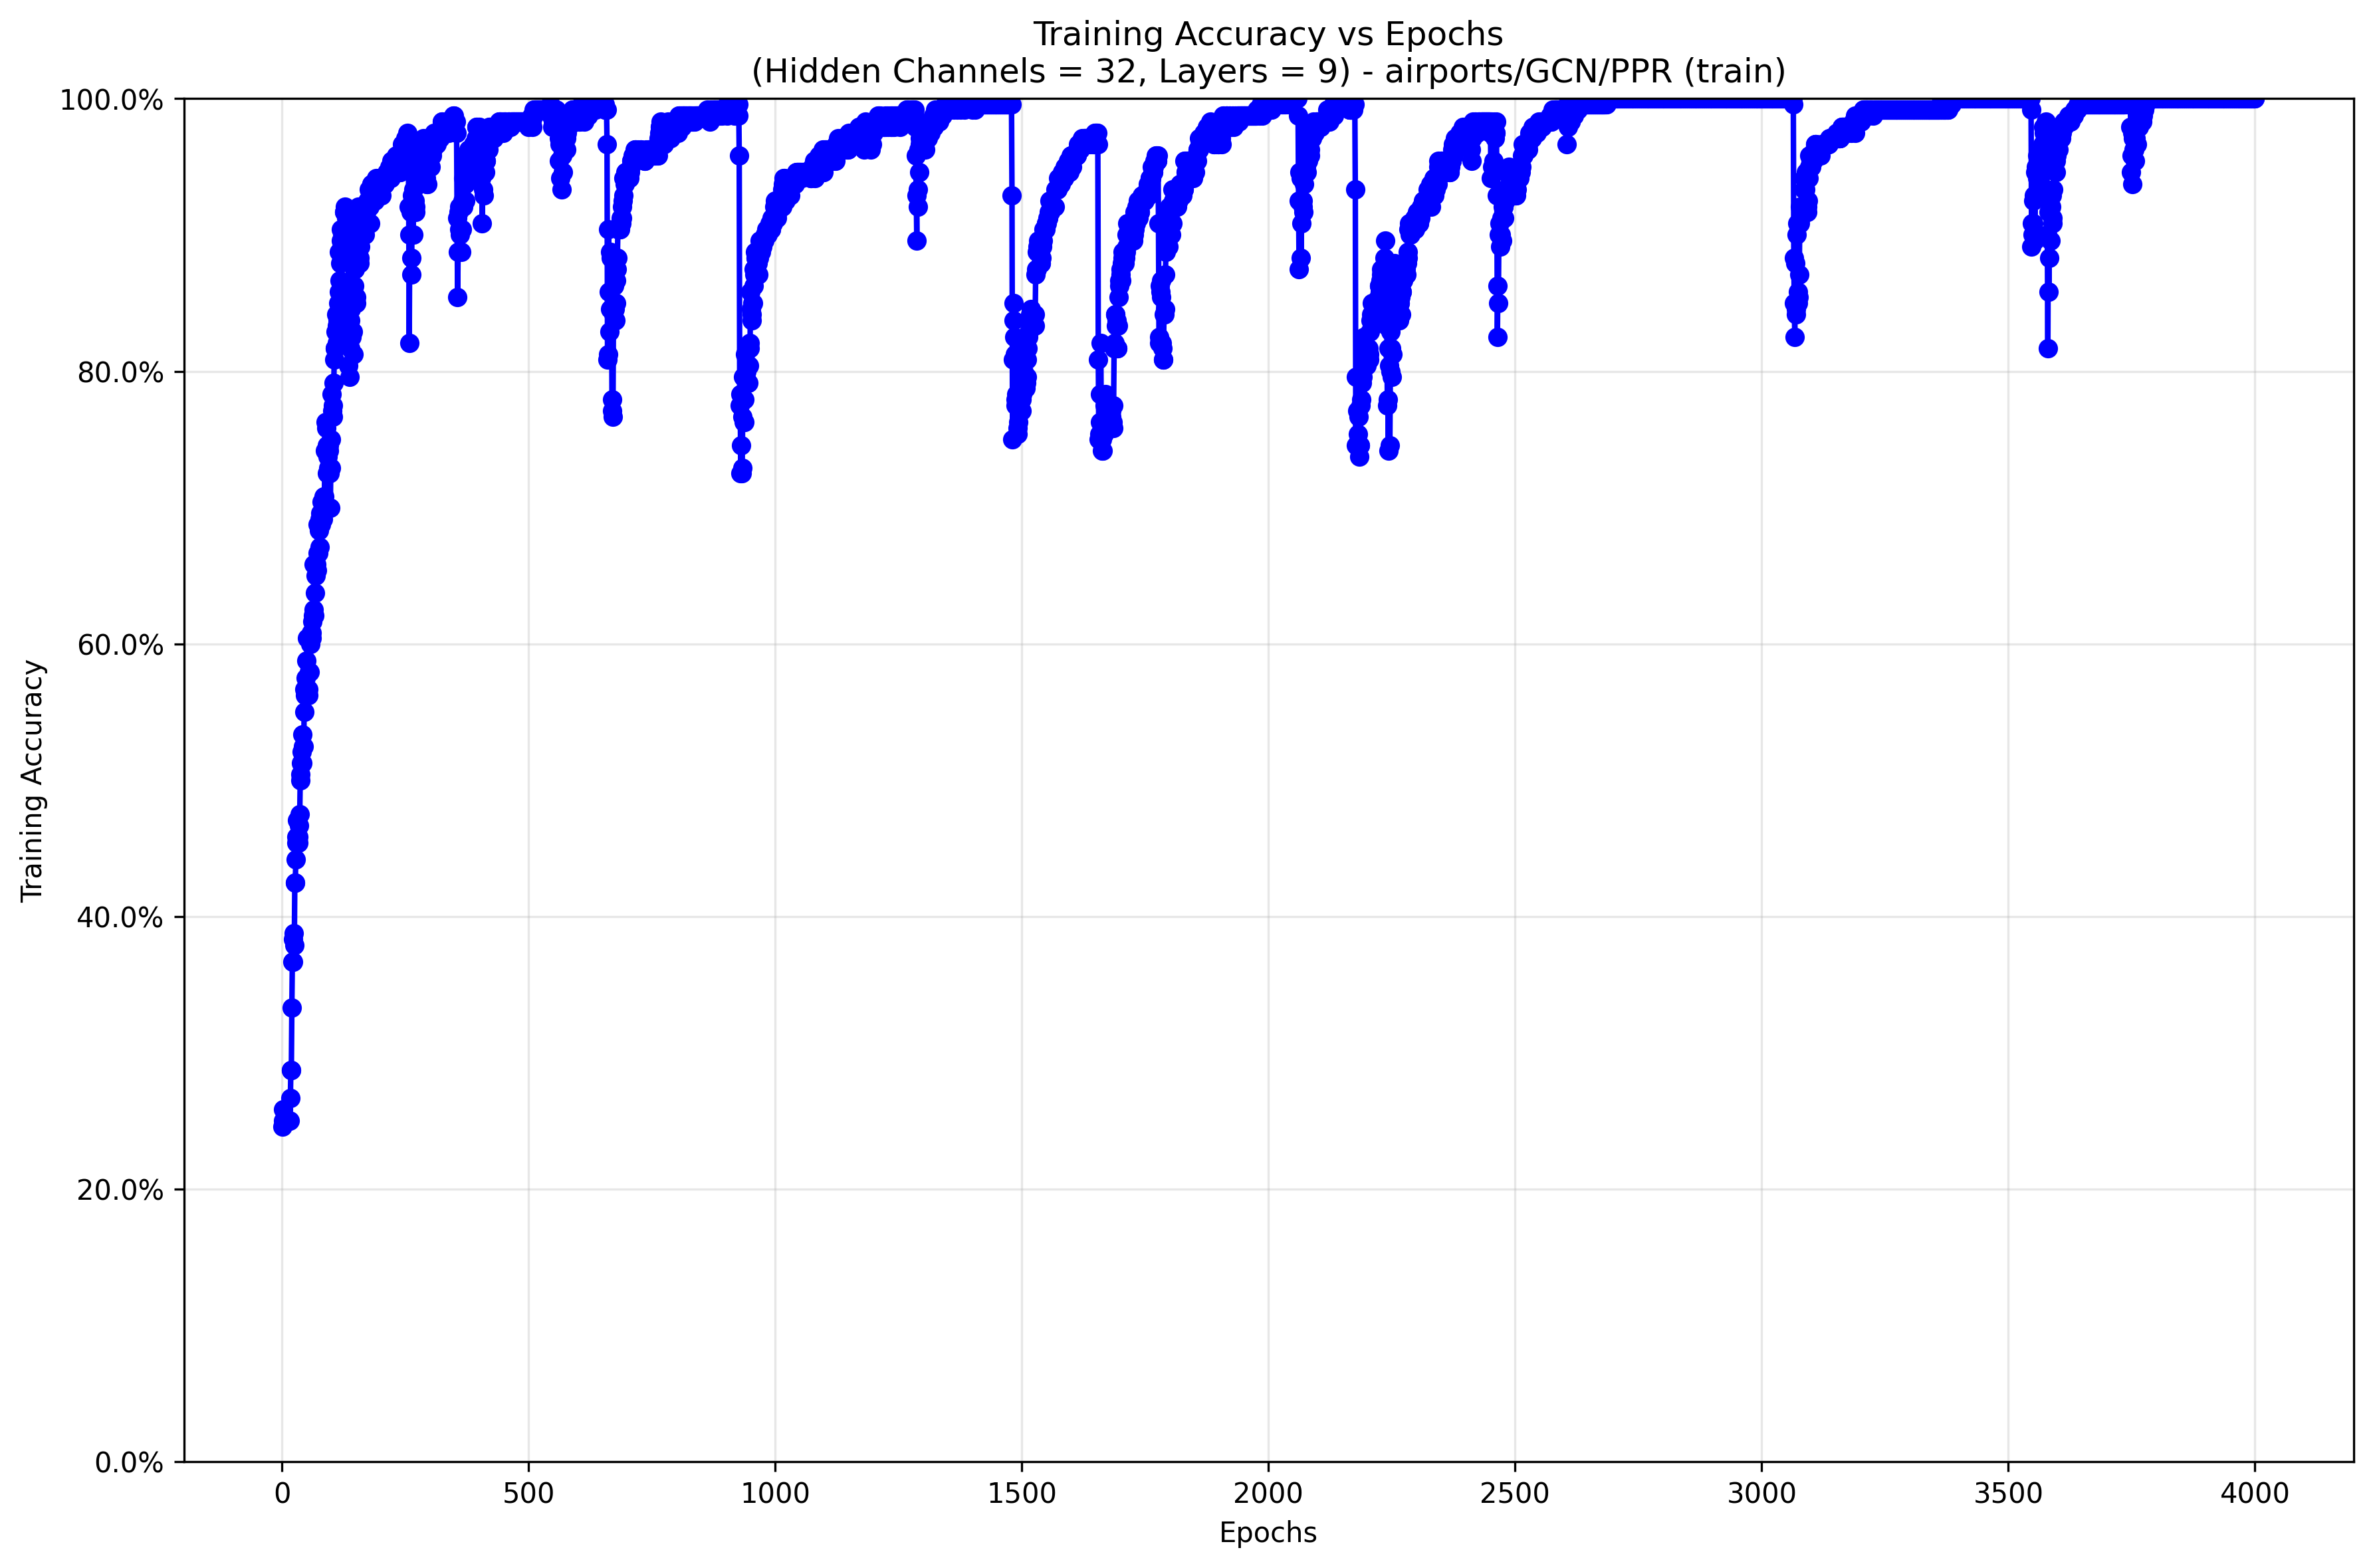 Training Accuracy vs Epochs
(Hidden Channels = 32, Layers = 9) - airports/GCN/PPR (train)
100.0%
80.0%
60.0%
40.0%
20.0%
0.0%
Training Accuracy
0 500 1000 1500 2000 2500 3000 3500 4000
Epochs